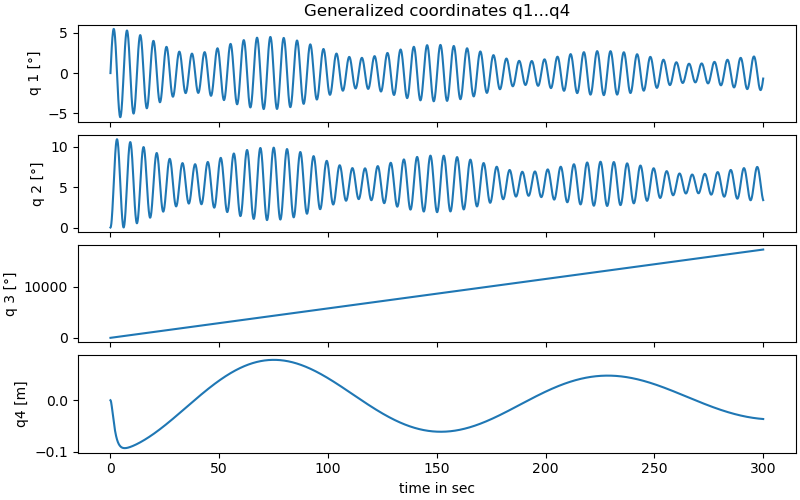 Generalized coordinates q1...q4
q 1 [°]
5
0
−5
q 2 [°]
10
5
0
q 3 [°]
10000
0
q4 [m]
0.0
−0.1
0 50 100 150 200 250 300
time in sec